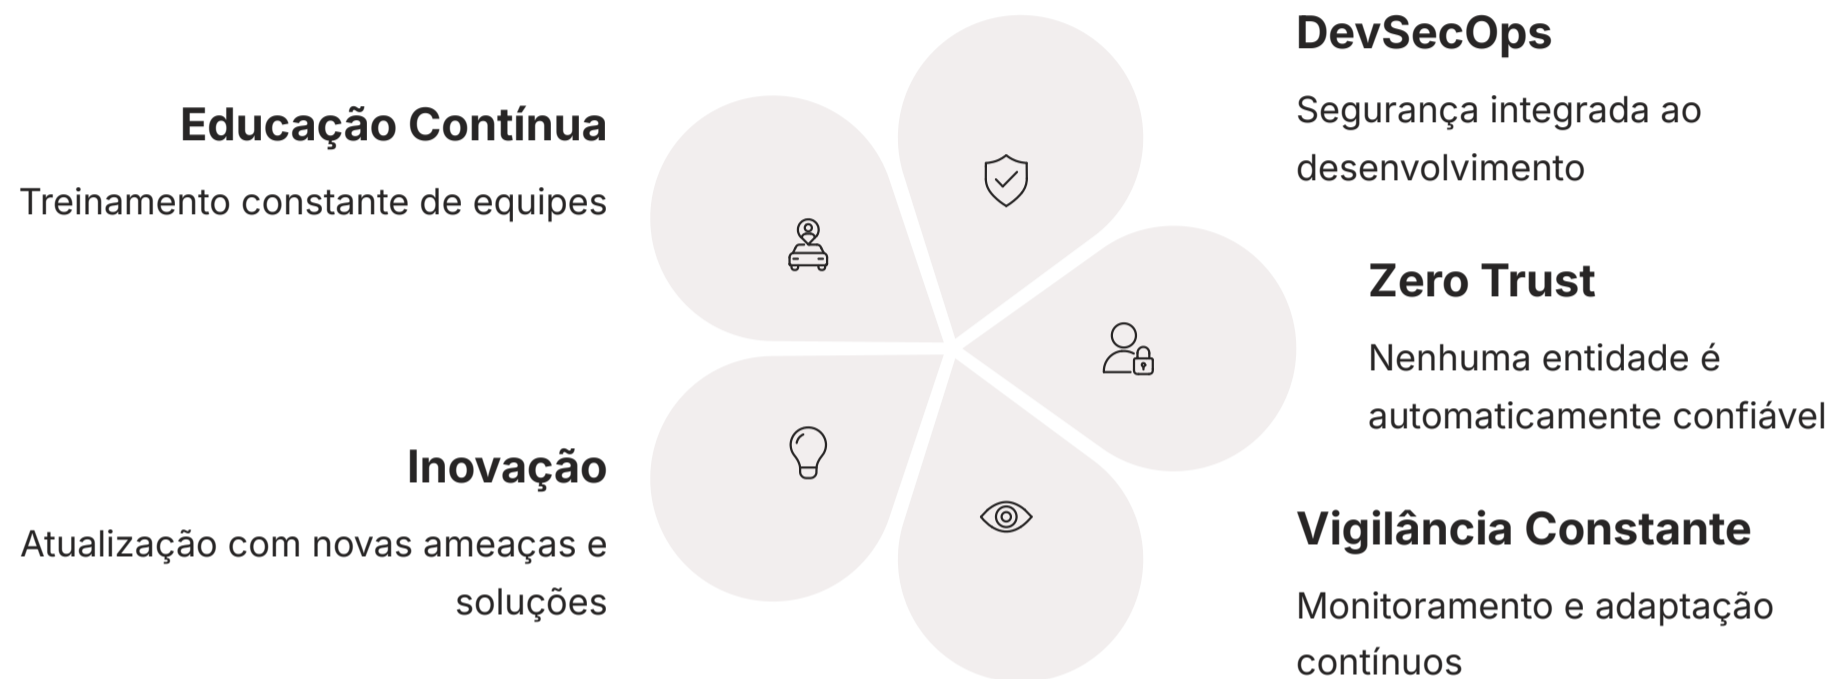 DevSecOps
Segurança integrada ao
desenvolvimento
Zero Trust
Nenhuma entidade é
automaticamente confiável
Vigilância Constante
Monitoramento e adaptação
contínuos
Inovação
Atualização com novas ameaças e
soluções
Educação Contínua
Treinamento constante de equipes